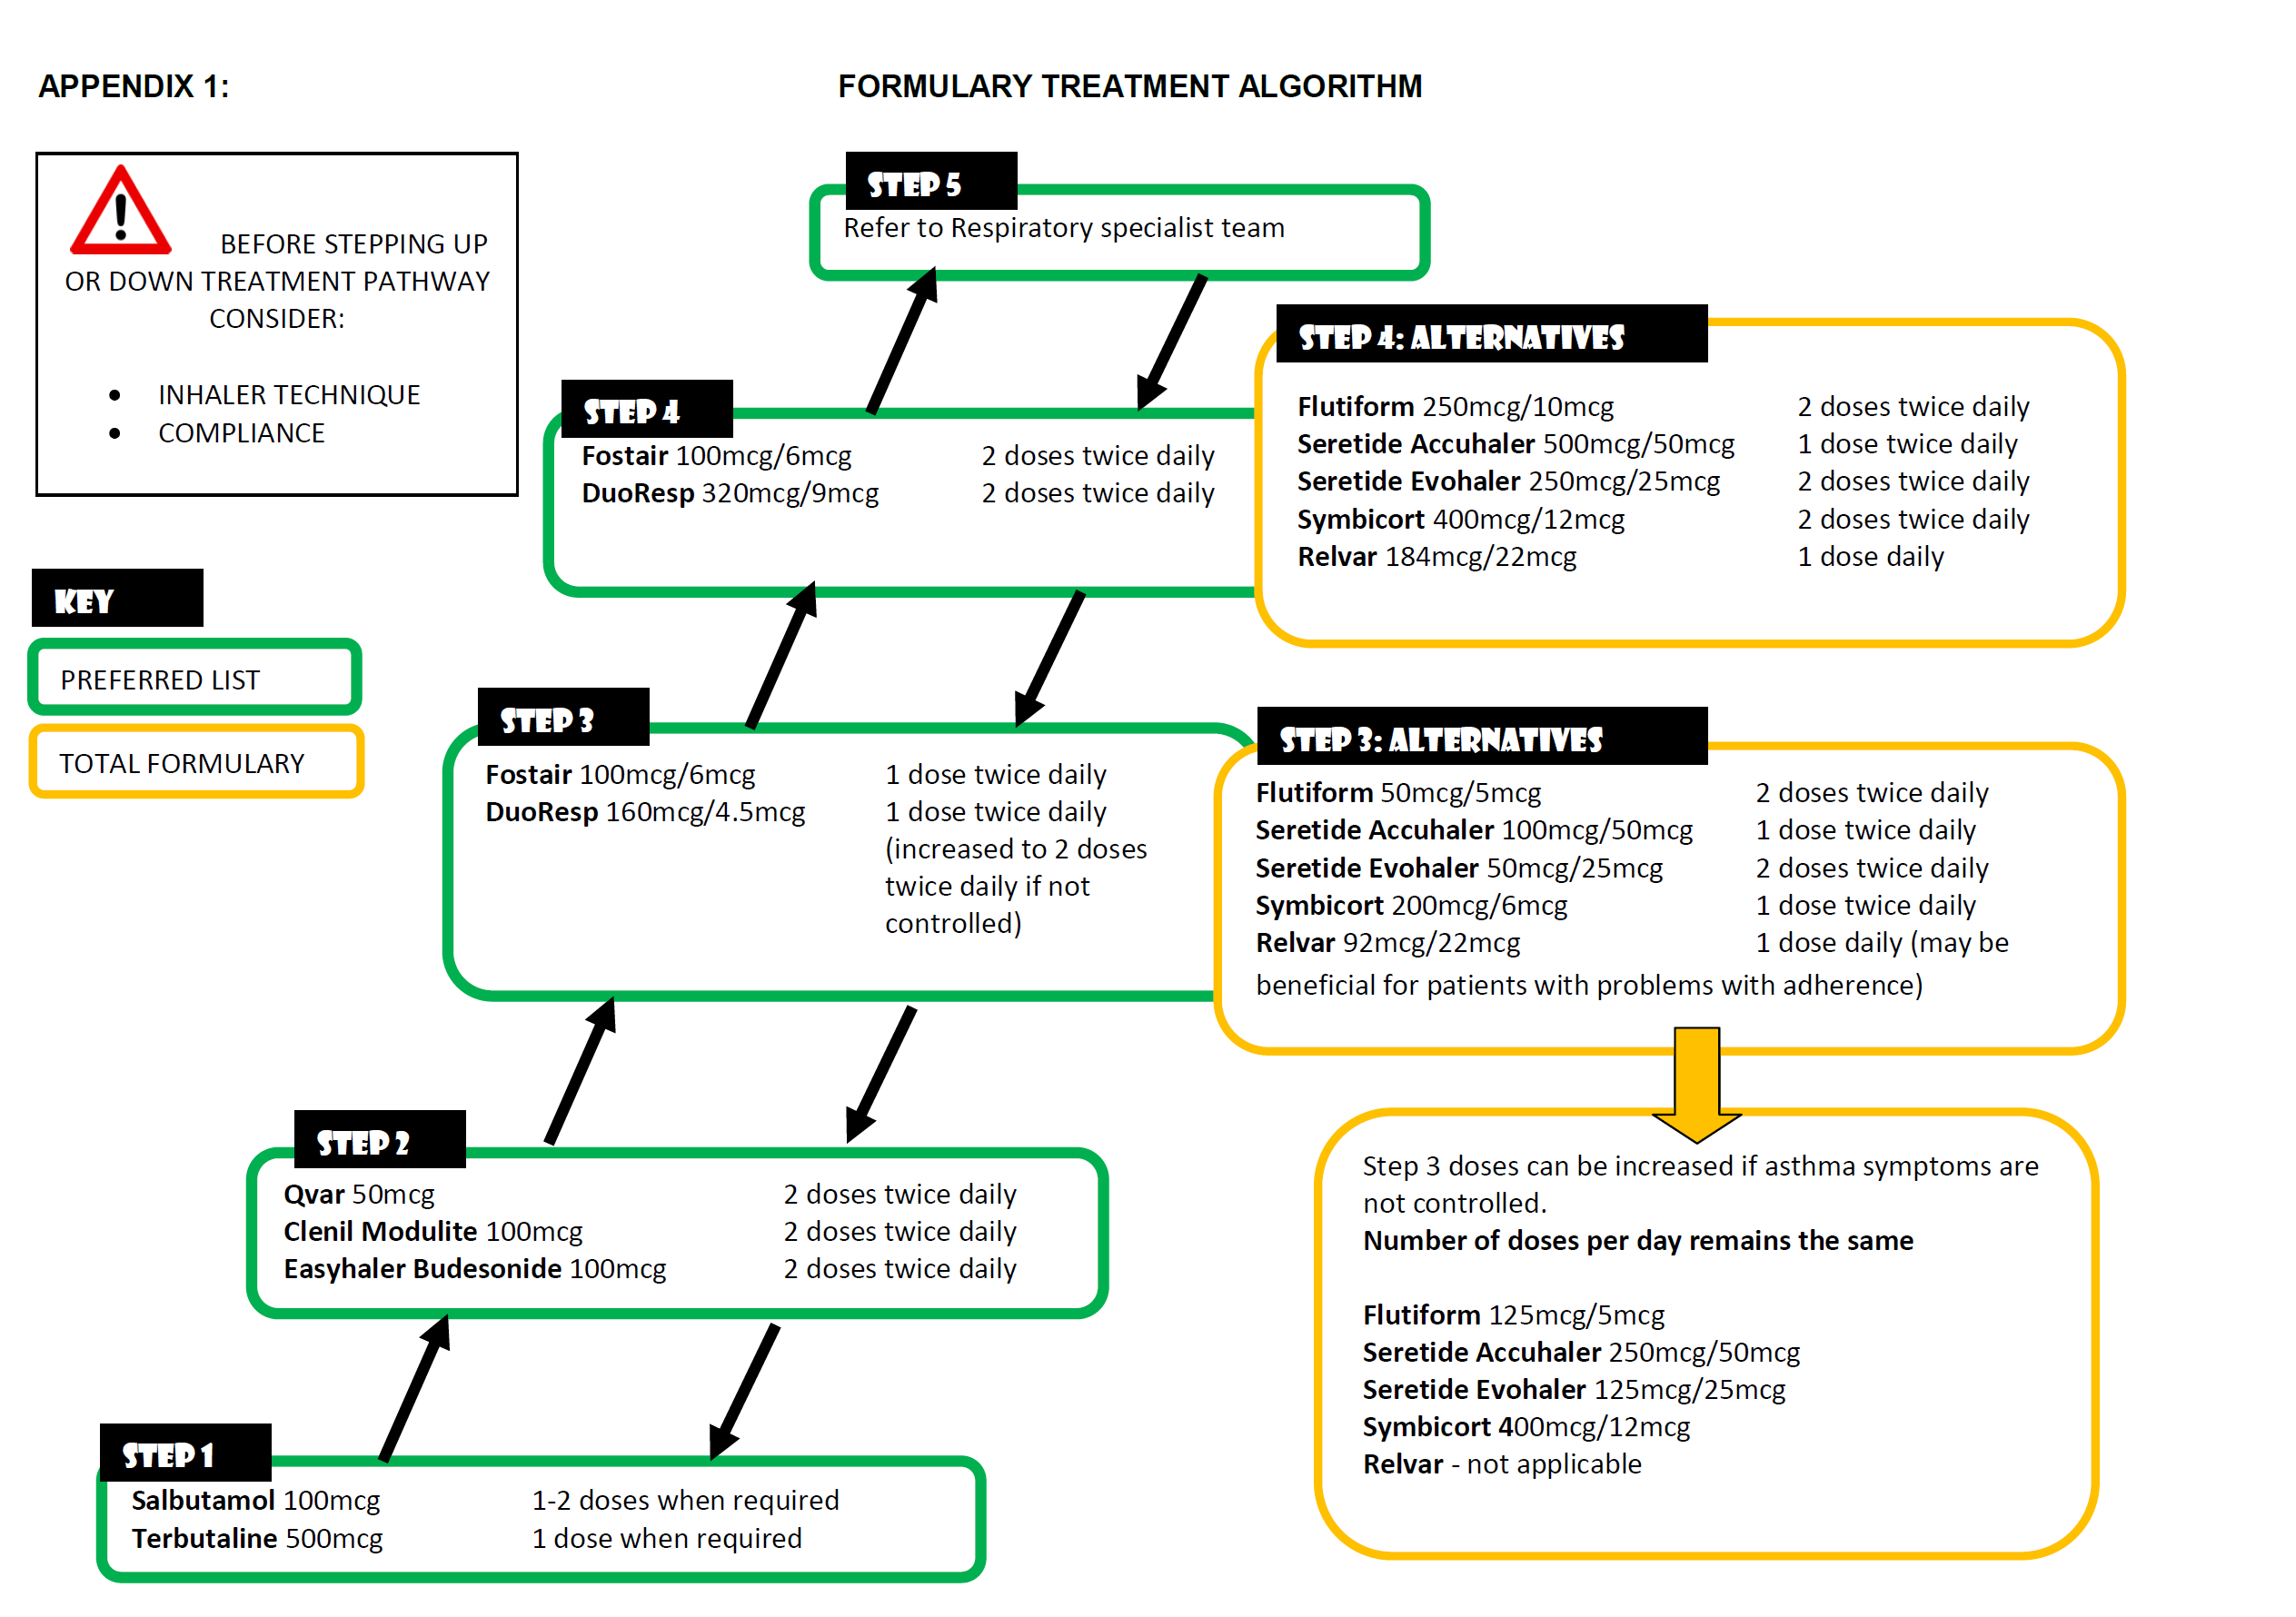 APPENDIX 1:
FORMULARY TREATMENT ALGORITHM
BEFORE STEPPING UP
OR DOWN TREATMENT PATHWAY
CONSIDER:
• INHALER TECHNIQUE
• COMPLIANCE
KEY
PREFERRED LIST
TOTAL FORMULARY
STEP 5
Refer to Respiratory specialist team
STEP 4
Fostair 100mcg/6mcg 2 doses twice daily
DuoResp 320mcg/9mcg 2 doses twice daily
STEP 4: ALTERNATIVES
Flutiform 250mcg/10mcg 2 doses twice daily
Seretide Accuhaler 500mcg/50mcg 1 dose twice daily
Seretide Evohaler 250mcg/25mcg 2 doses twice daily
Symbicort 400mcg/12mcg 2 doses twice daily
Relvar 184mcg/22mcg 1 dose daily
STEP 3
Fostair 100mcg/6mcg 1 dose twice daily
DuoResp 160mcg/4.5mcg 1 dose twice daily
(increased to 2 doses
twice daily if not
controlled)
STEP 3: ALTERNATIVES
Flutiform 50mcg/5mcg 2 doses twice daily
Seretide Accuhaler 100mcg/50mcg 1 dose twice daily
Seretide Evohaler 50mcg/25mcg 2 doses twice daily
Symbicort 200mcg/6mcg 1 dose twice daily
Relvar 92mcg/22mcg 1 dose daily (may be
beneficial for patients with problems with adherence)
Step 3 doses can be increased if asthma symptoms are
not controlled.
Number of doses per day remains the same
Flutiform 125mcg/5mcg
Seretide Accuhaler 250mcg/50mcg
Seretide Evohaler 125mcg/25mcg
Symbicort 400mcg/12mcg
Relvar - not applicable
STEP 2
Qvar 50mcg 2 doses twice daily
Clenil Modulite 100mcg 2 doses twice daily
Easyhaler Budesonide 100mcg 2 doses twice daily
STEP 1
Salbutamol 100mcg 1-2 doses when required
Terbutaline 500mcg 1 dose when required